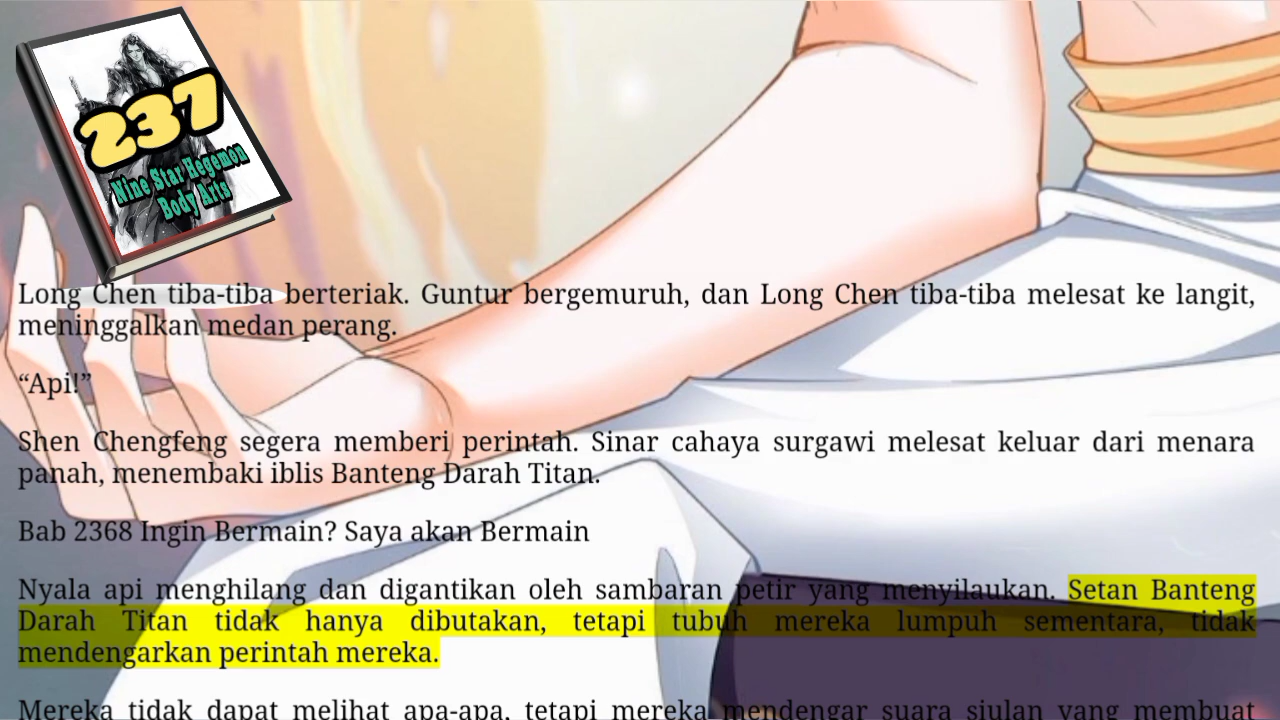 237
Nine Star Hegemon
Body Arts
Long Chen tiba-tiba berteriak. Guntur bergemuruh, dan Long Chen tiba-tiba melesat ke langit,
meninggalkan medan perang.
“Api!”
Shen Chengfeng segera memberi perintah. Sinar cahaya surgawi melesat keluar dari menara
panah, menembaki iblis Banteng Darah Titan.
Bab 2368 Ingin Bermain? Saya akan Bermain
Nyala api menghilang dan digantikan oleh sambaran petir yang menyilaukan. Setan Banteng
Darah Titan tidak hanya dibutakan, tetapi tubuh mereka lumpuh sementara, tidak
mendengarkan perintah mereka.
Mereka tidak dapat melihat apa-apa, tetapi mereka mendengar suara siulan yang membuat